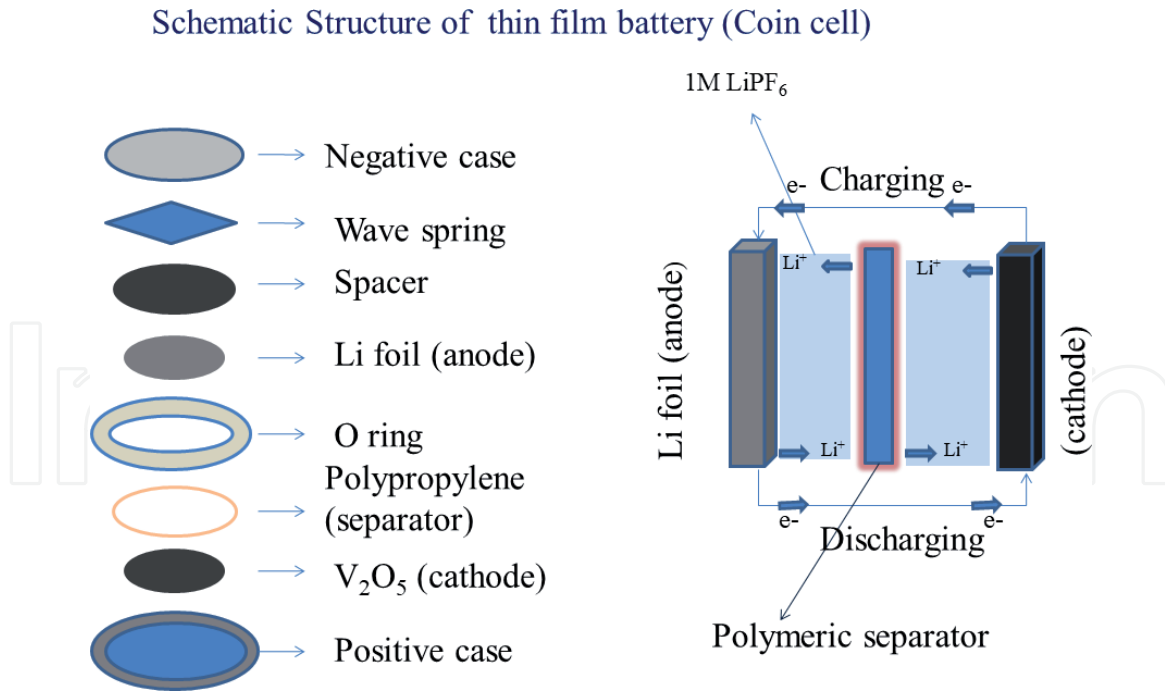 Schematic Structure of thin film battery (Coin cell)
Negative case
Wave spring
Spacer
Li foil (anode)
O ring
Polypropylene
(separator)
V₂O₅ (cathode)
Positive case
1M LiPF₆
e-
Charging
e-
Li⁺
Li⁺
Li foil (anode)
(cathode)
Li⁺
Li⁺
e-
e-
Discharging
Polymeric separator